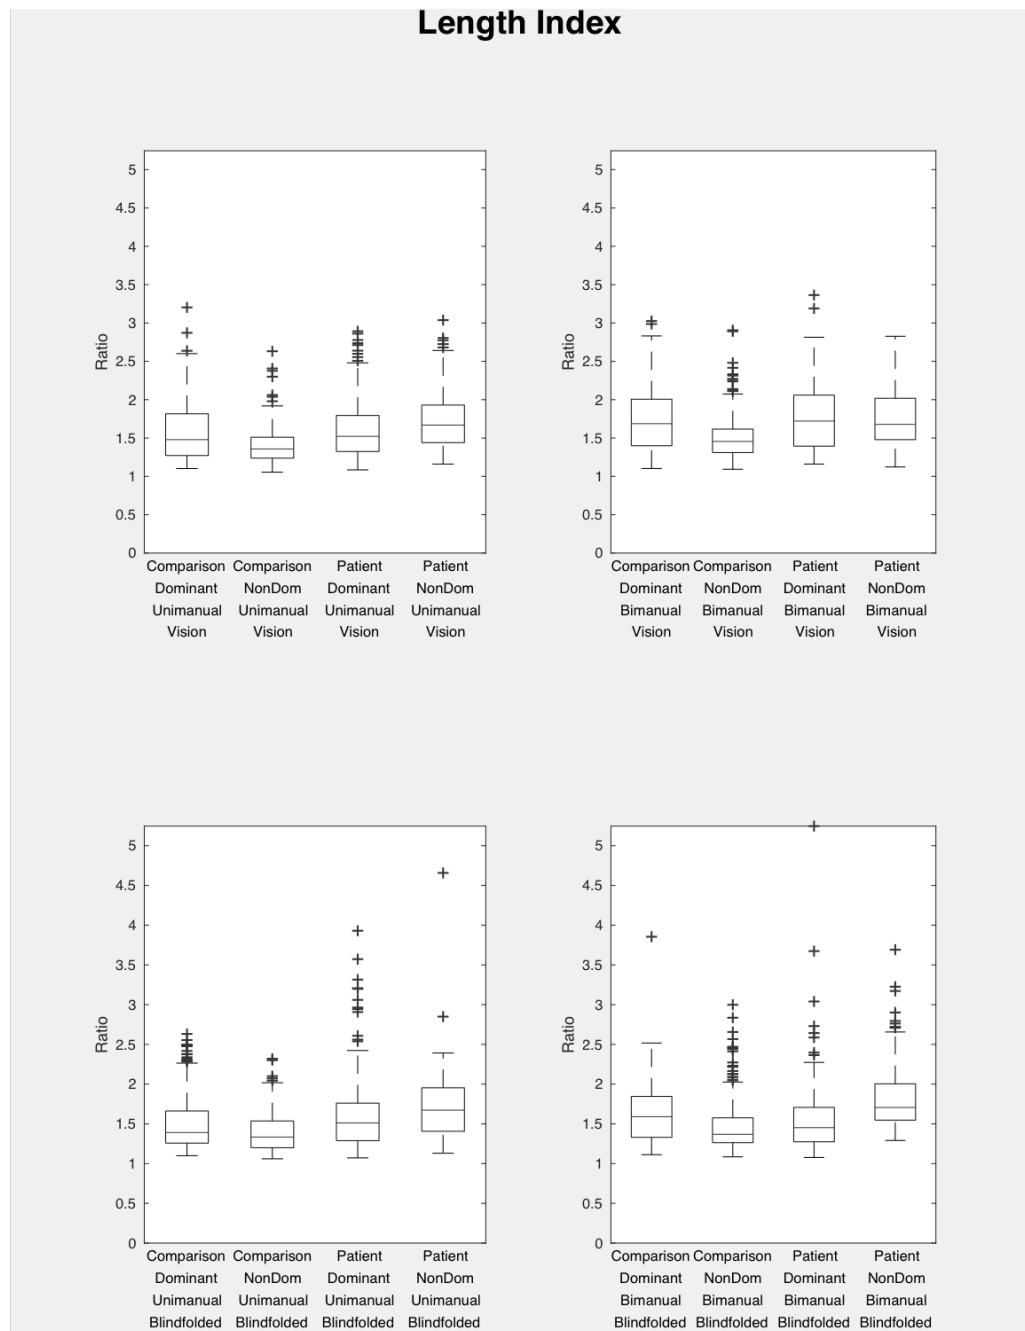 Length Index
5
4.5
4
3.5
3
2.5
2
1.5
1
0.5
0
Ratio
Comparison Comparison Patient Patient
Dominant NonDom Dominant NonDom
Unimanual Unimanual Unimanual Unimanual
Vision Vision Vision Vision
5
4.5
4
3.5
3
2.5
2
1.5
1
0.5
0
Ratio
Comparison Comparison Patient Patient
Dominant NonDom Dominant NonDom
Bimanual Bimanual Bimanual Bimanual
Vision Vision Vision Vision
5
4.5
4
3.5
3
2.5
2
1.5
1
0.5
0
Ratio
Comparison Comparison Patient Patient
Dominant NonDom Dominant NonDom
Unimanual Unimanual Unimanual Unimanual
Blindfolded Blindfolded Blindfolded Blindfolded
5
4.5
4
3.5
3
2.5
2
1.5
1
0.5
0
Ratio
Comparison Comparison Patient Patient
Dominant NonDom Dominant NonDom
Bimanual Bimanual Bimanual Bimanual
Blindfolded Blindfolded Blindfolded Blindfolded